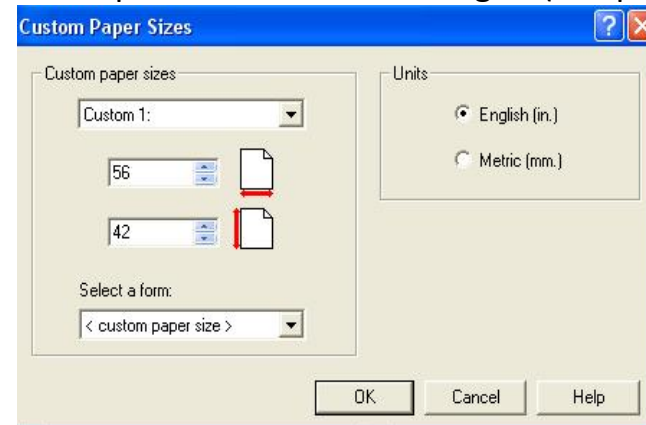 Custom Paper Sizes
Custom paper sizes
Custom 1:
56
42
Select a form:
< custom paper size >
Units
English (in.)
Metric (mm.)
OK Cancel Help